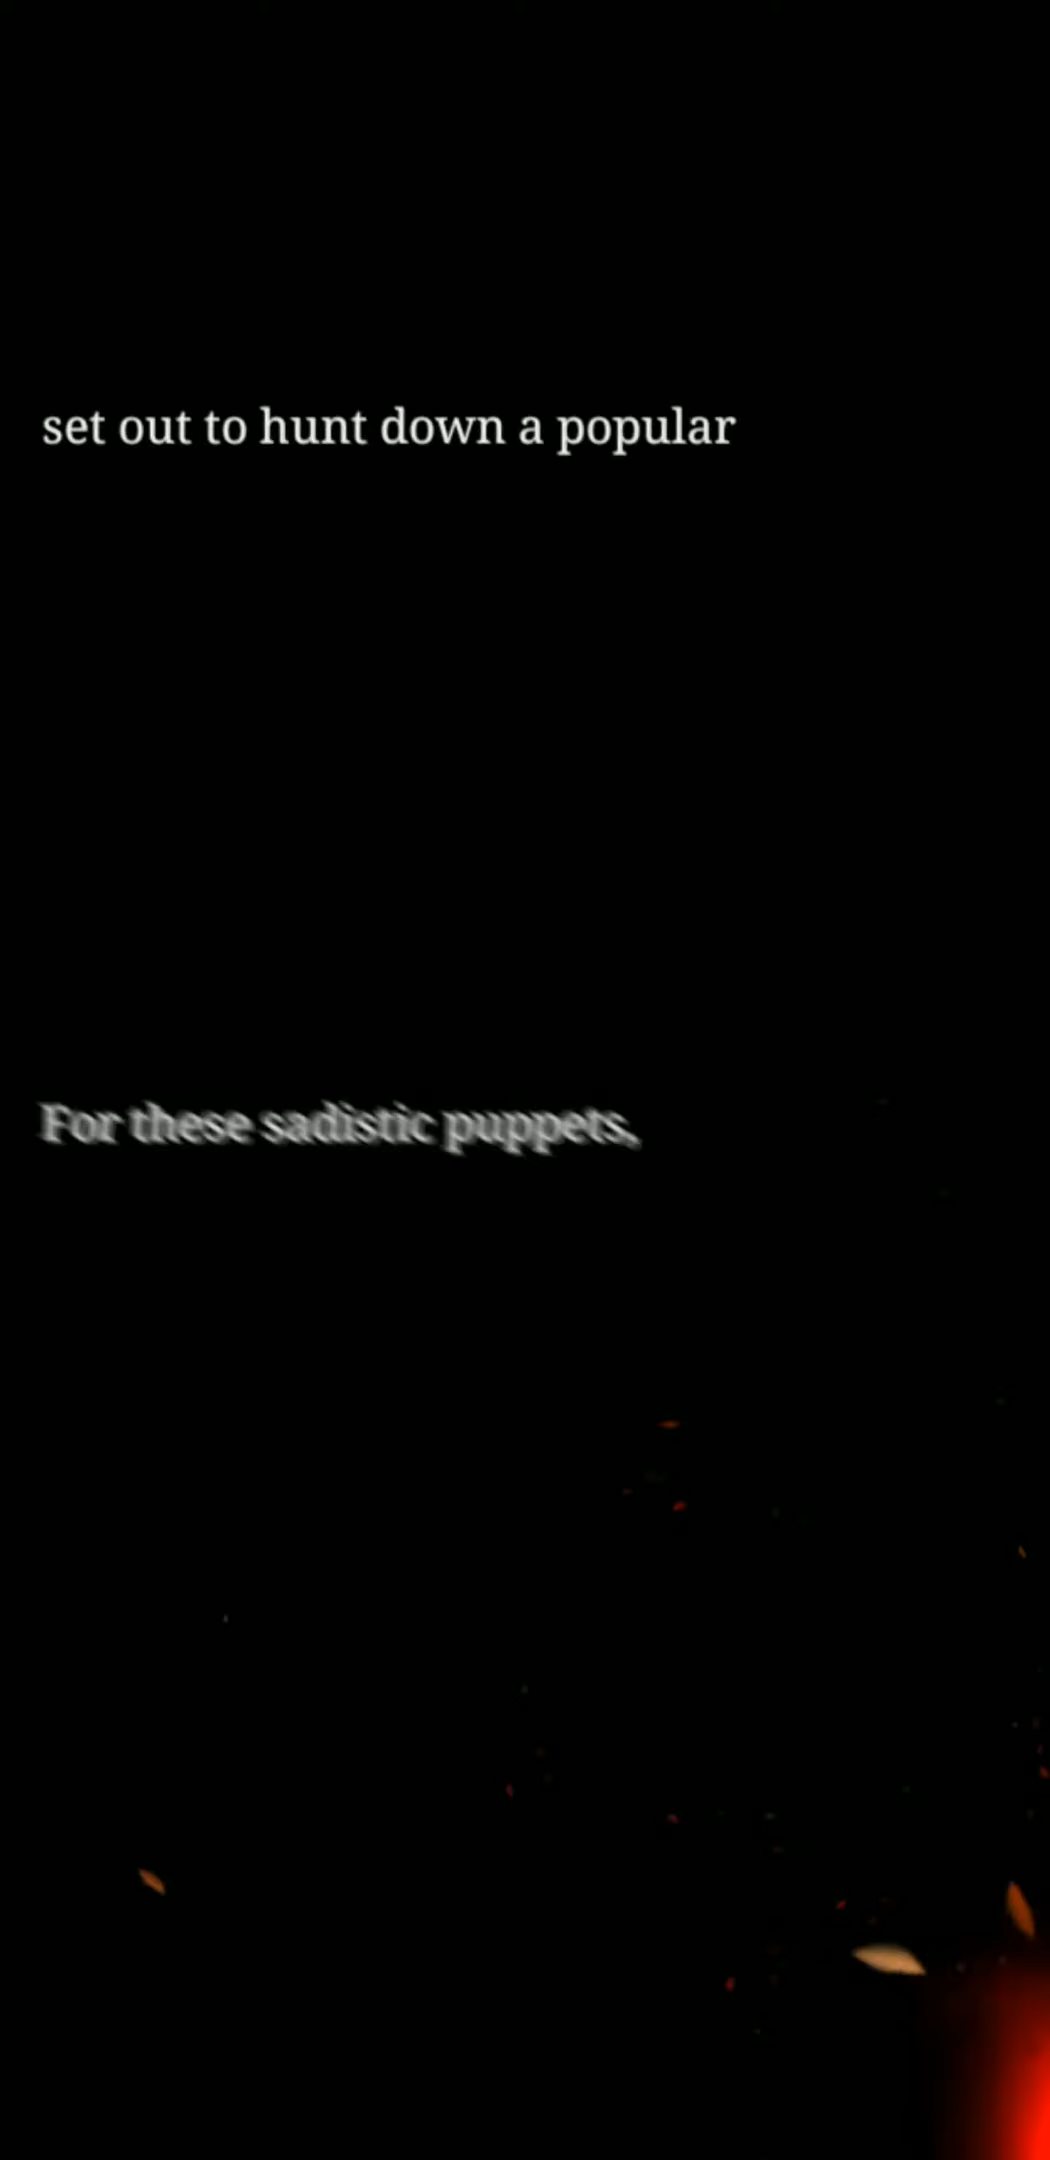 set out to hunt down a popular
For these sadistic puppets,